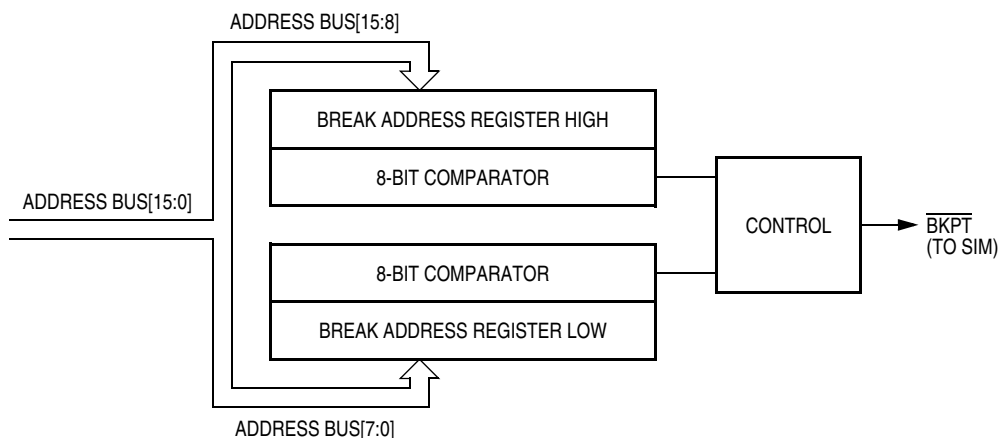 ADDRESS BUS[15:8]
BREAK ADDRESS REGISTER HIGH
8-BIT COMPARATOR
ADDRESS BUS[15:0]
CONTROL
BKPT
(TO SIM)
8-BIT COMPARATOR
BREAK ADDRESS REGISTER LOW
ADDRESS BUS[7:0]